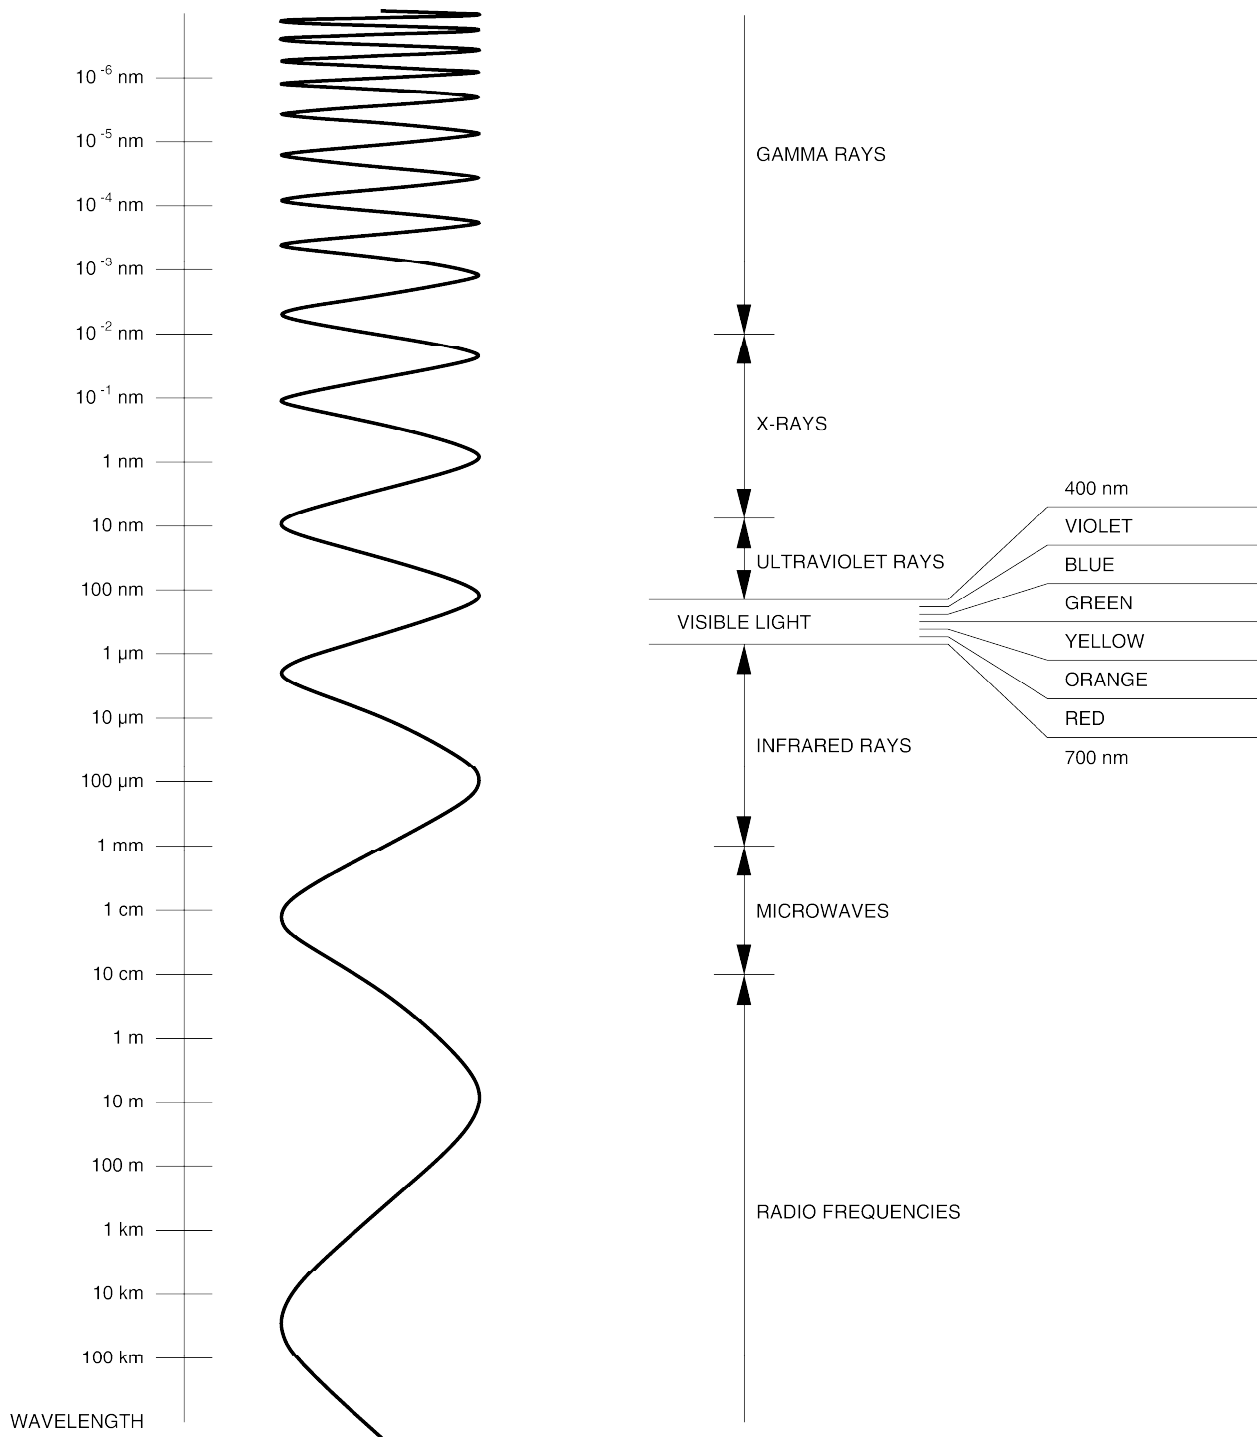 10⁻⁶ nm
10⁻⁵ nm
10⁻⁴ nm
10⁻³ nm
10⁻² nm
10⁻¹ nm
1 nm
10 nm
100 nm
1 µm
10 µm
100 µm
1 mm
1 cm
10 cm
1 m
10 m
100 m
1 km
10 km
100 km
WAVELENGTH
GAMMA RAYS
X-RAYS
ULTRAVIOLET RAYS
VISIBLE LIGHT
INFRARED RAYS
MICROWAVES
RADIO FREQUENCIES
400 nm
VIOLET
BLUE
GREEN
YELLOW
ORANGE
RED
700 nm